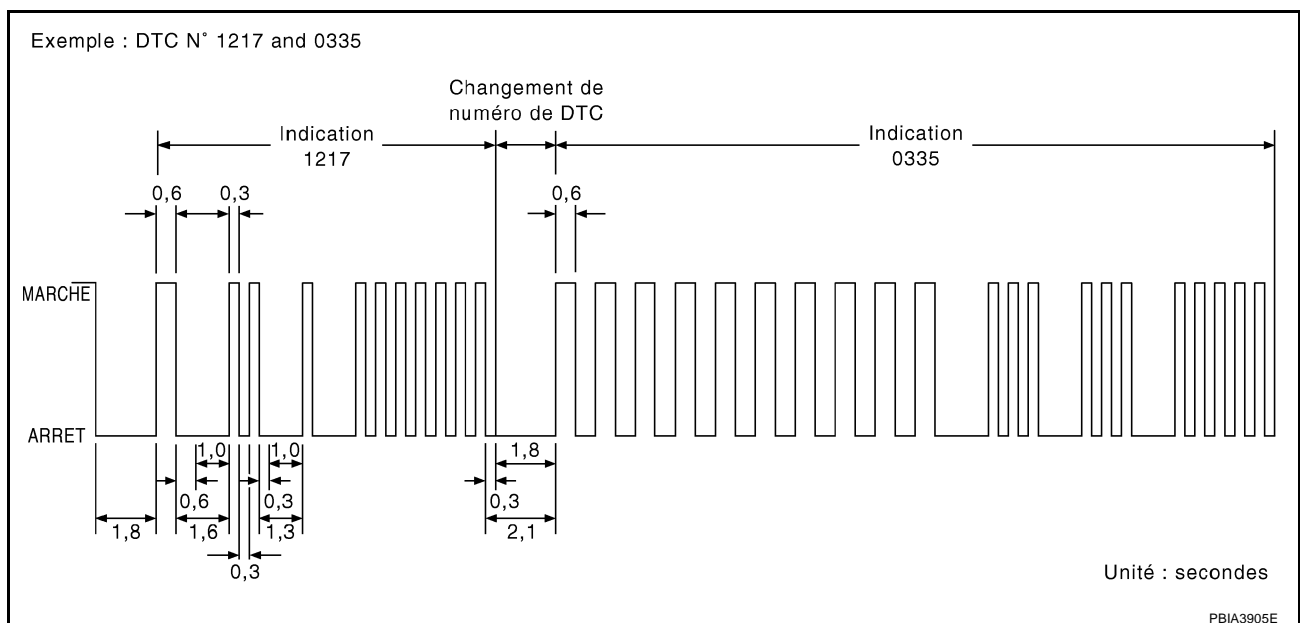 Exemple : DTC N° 1217 and 0335
Changement de
numéro de DTC
Indication
1217
Indication
0335
0,6
0,3
0,6
MARCHE
ARRET
1,0
1,0
1,8
0,6
0,3
0,3
1,8
1,6
1,3
2,1
0,3
Unité : secondes
PBIA3905E